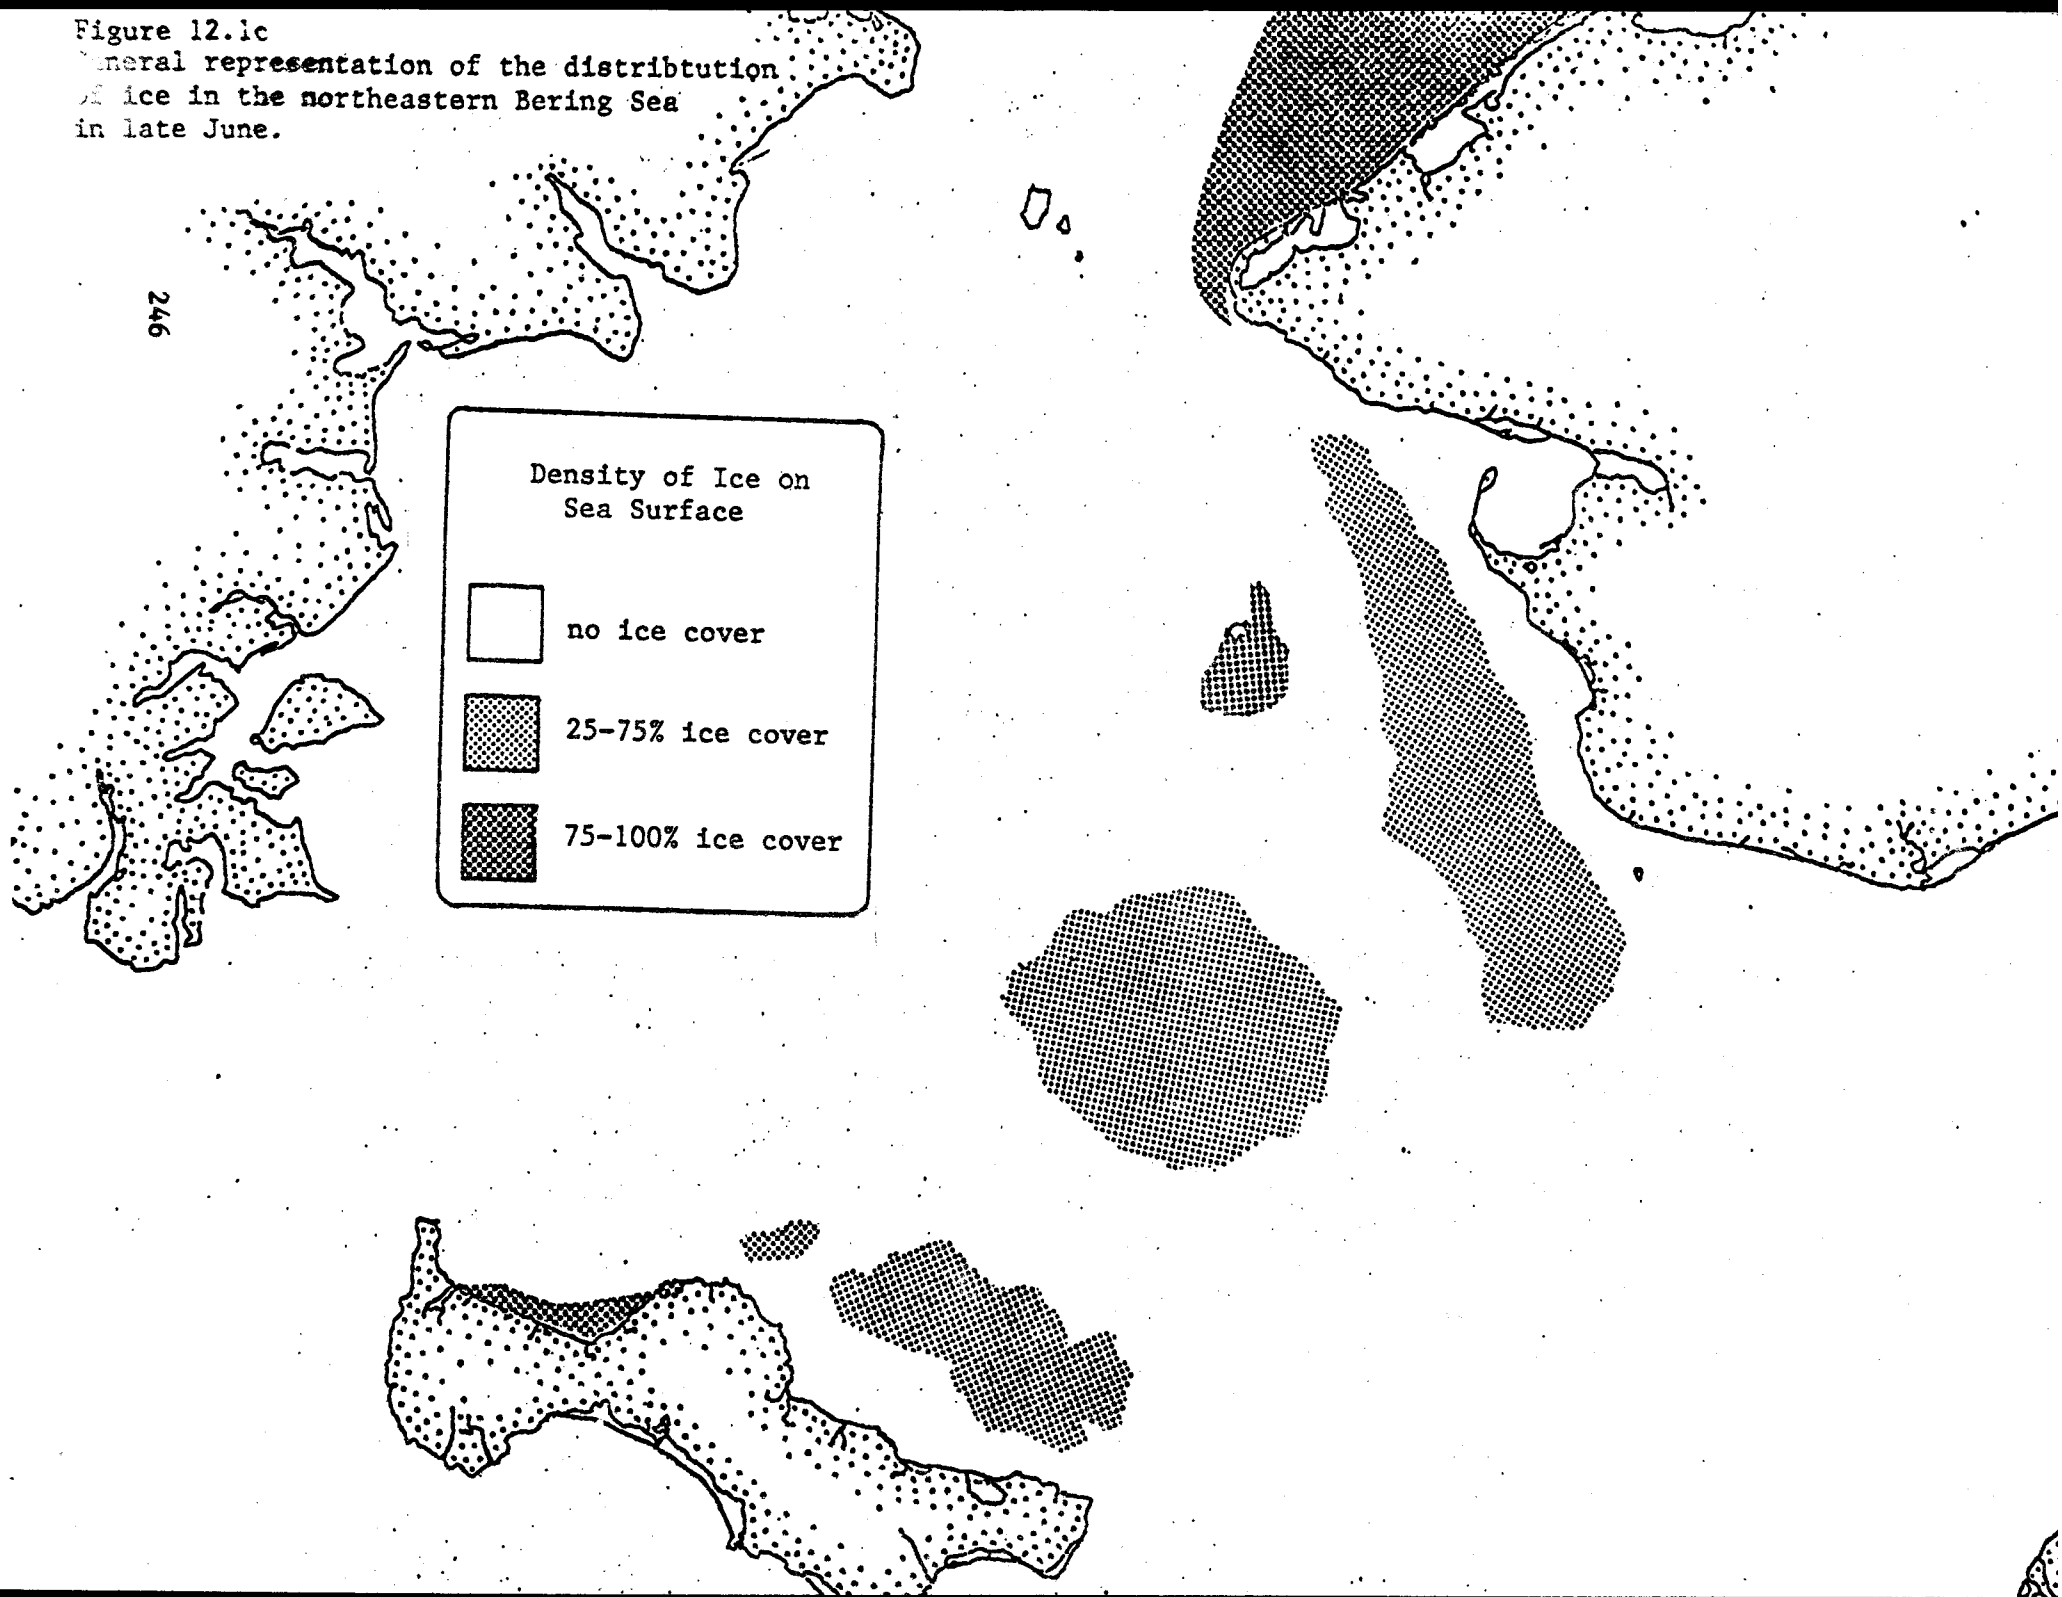 Figure 12.1c
representation of the distribtution
ice in the northeastern Bering Sea
in late June.
246
Density of Ice on
Sea Surface
no ice cover
25-75% ice cover
75-100% ice cover